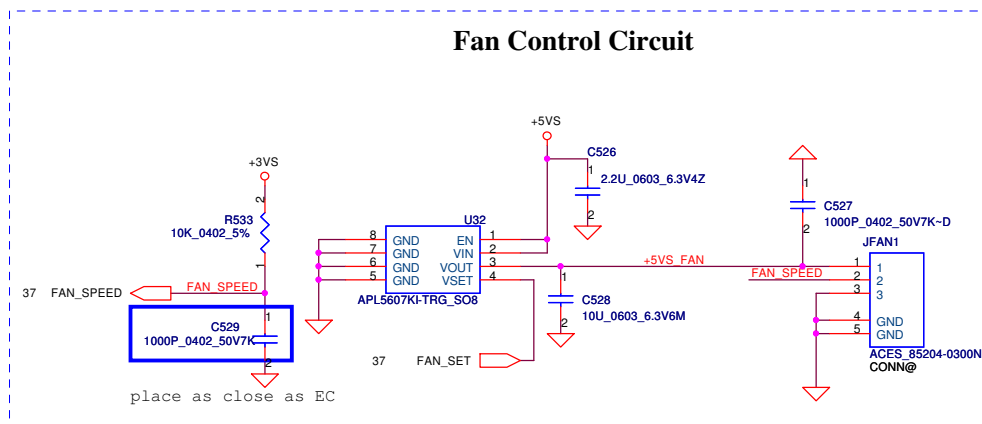 Fan Control Circuit
+5VS
C526
1
2.2U_0603_6.3V4Z
2
+3VS
2
R533
10K_0402_5%
1
1
C527
1000P_0402_50V7K~D
2
U32
8 GND EN 1
7 GND VIN 2
6 GND VOUT 3
5 GND VSET 4
APL5607KI-TRG_SO8
+5VS_FAN
FAN_SPEED
JFAN1
1 1
2 2
3 3
4 GND
5 GND
ACES_85204-0300N
CONN@
1
C528
10U_0603_6.3V6M
2
37 FAN_SPEED FAN_SPEED
1
C529
1000P_0402_50V7K
2
37 FAN_SET
place as close as EC